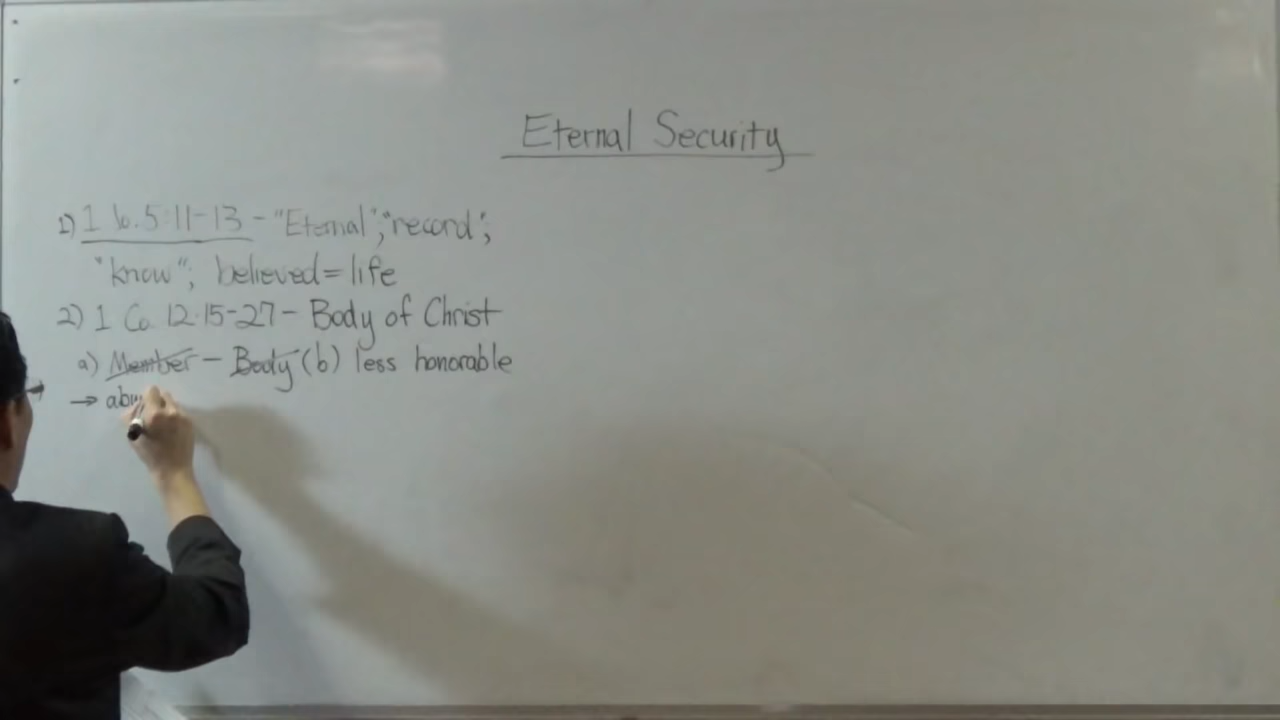 Eternal Security
1) 1 Jo. 5:11-13 - "Eternal"; "record";
"know"; believed = life
2) 1 Co. 12:15-27 - Body of Christ
a) Member - Body (b) less honorable
→ abu